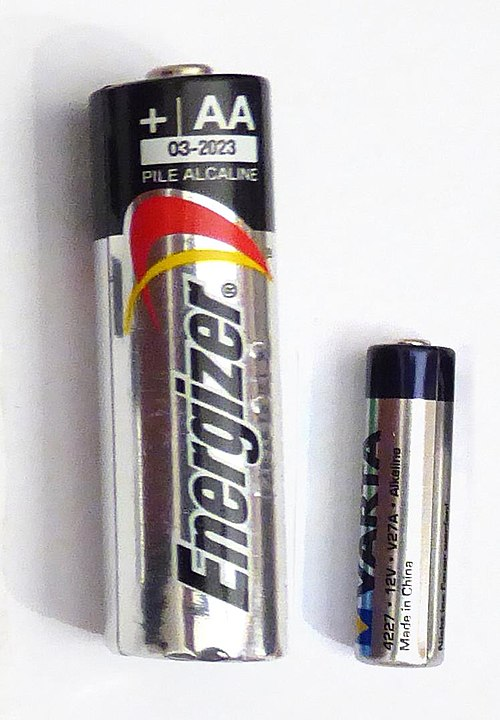 + AA
03-2023
PILE ALCALINE
Energizer®
VARTA
4227 • 12V • V27A • Alkaline
Made in China